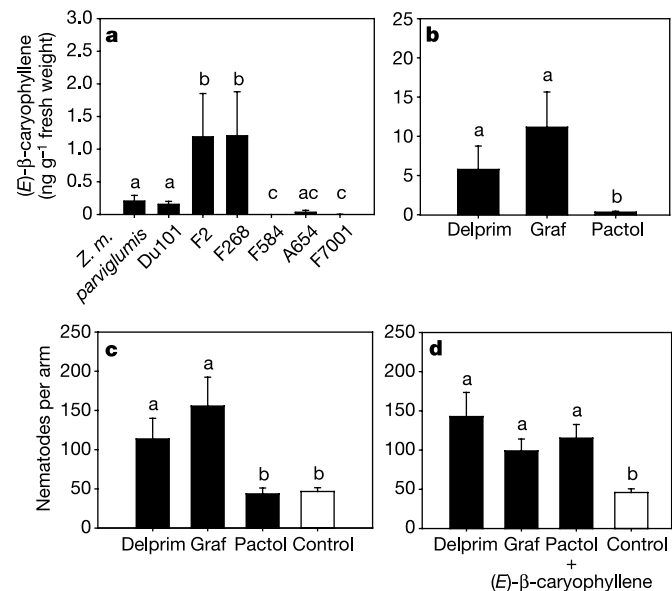 a
(E)-β-caryophyllene
(ng g⁻¹ fresh weight)
3.0
2.5
2.0
1.5
1.0
0.5
0
a a b b c ac c
Z. m.
parviglumis
Du101
F2
F268
F584
A654
F7001
b
25
20
15
10
5
0
a a b
Delprim Graf Pactol
c
Nematodes per arm
250
200
150
100
50
0
a a b b
Delprim Graf Pactol Control
d
250
200
150
100
50
0
a a a b
Delprim Graf Pactol Control
+
(E)-β-caryophyllene